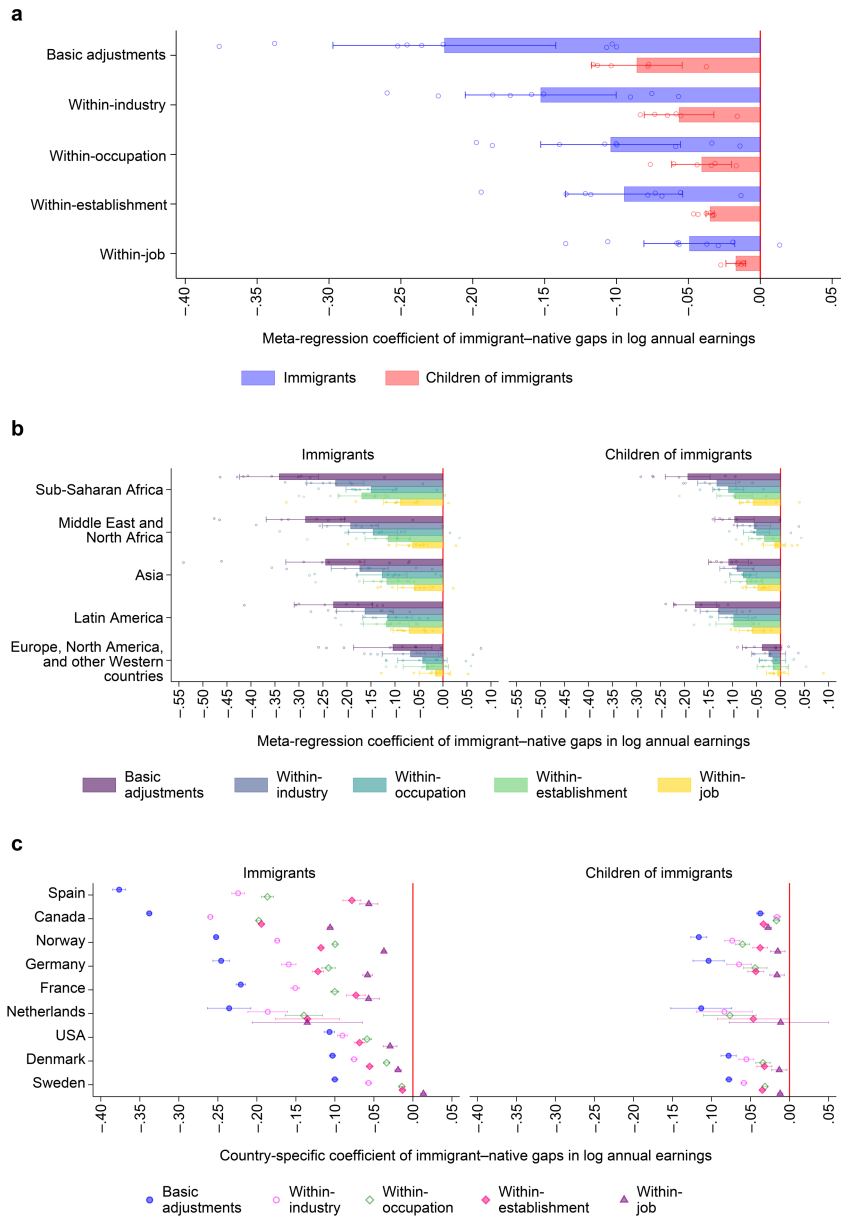 a
Basic adjustments
Within-industry
Within-occupation
Within-establishment
Within-job
–.40
–.35
–.30
–.25
–.20
–.15
–.10
–.05
.00
.05
Meta-regression coefficient of immigrant–native gaps in log annual earnings
Immigrants
Children of immigrants
b
Immigrants
Children of immigrants
Sub-Saharan Africa
Middle East and
North Africa
Asia
Latin America
Europe, North America,
and other Western
countries
–.55
–.50
–.45
–.40
–.35
–.30
–.25
–.20
–.15
–.10
–.05
.00
.05
.10
–.55
–.50
–.45
–.40
–.35
–.30
–.25
–.20
–.15
–.10
–.05
.00
.05
.10
Meta-regression coefficient of immigrant–native gaps in log annual earnings
Basic
adjustments
Within-
industry
Within-
occupation
Within-
establishment
Within-
job
c
Immigrants
Children of immigrants
Spain
Canada
Norway
Germany
France
Netherlands
USA
Denmark
Sweden
–.40
–.35
–.30
–.25
–.20
–.15
–.10
–.05
.00
.05
–.40
–.35
–.30
–.25
–.20
–.15
–.10
–.05
.00
.05
Country-specific coefficient of immigrant–native gaps in log annual earnings
Basic
adjustments
Within-
industry
Within-
occupation
Within-
establishment
Within-
job